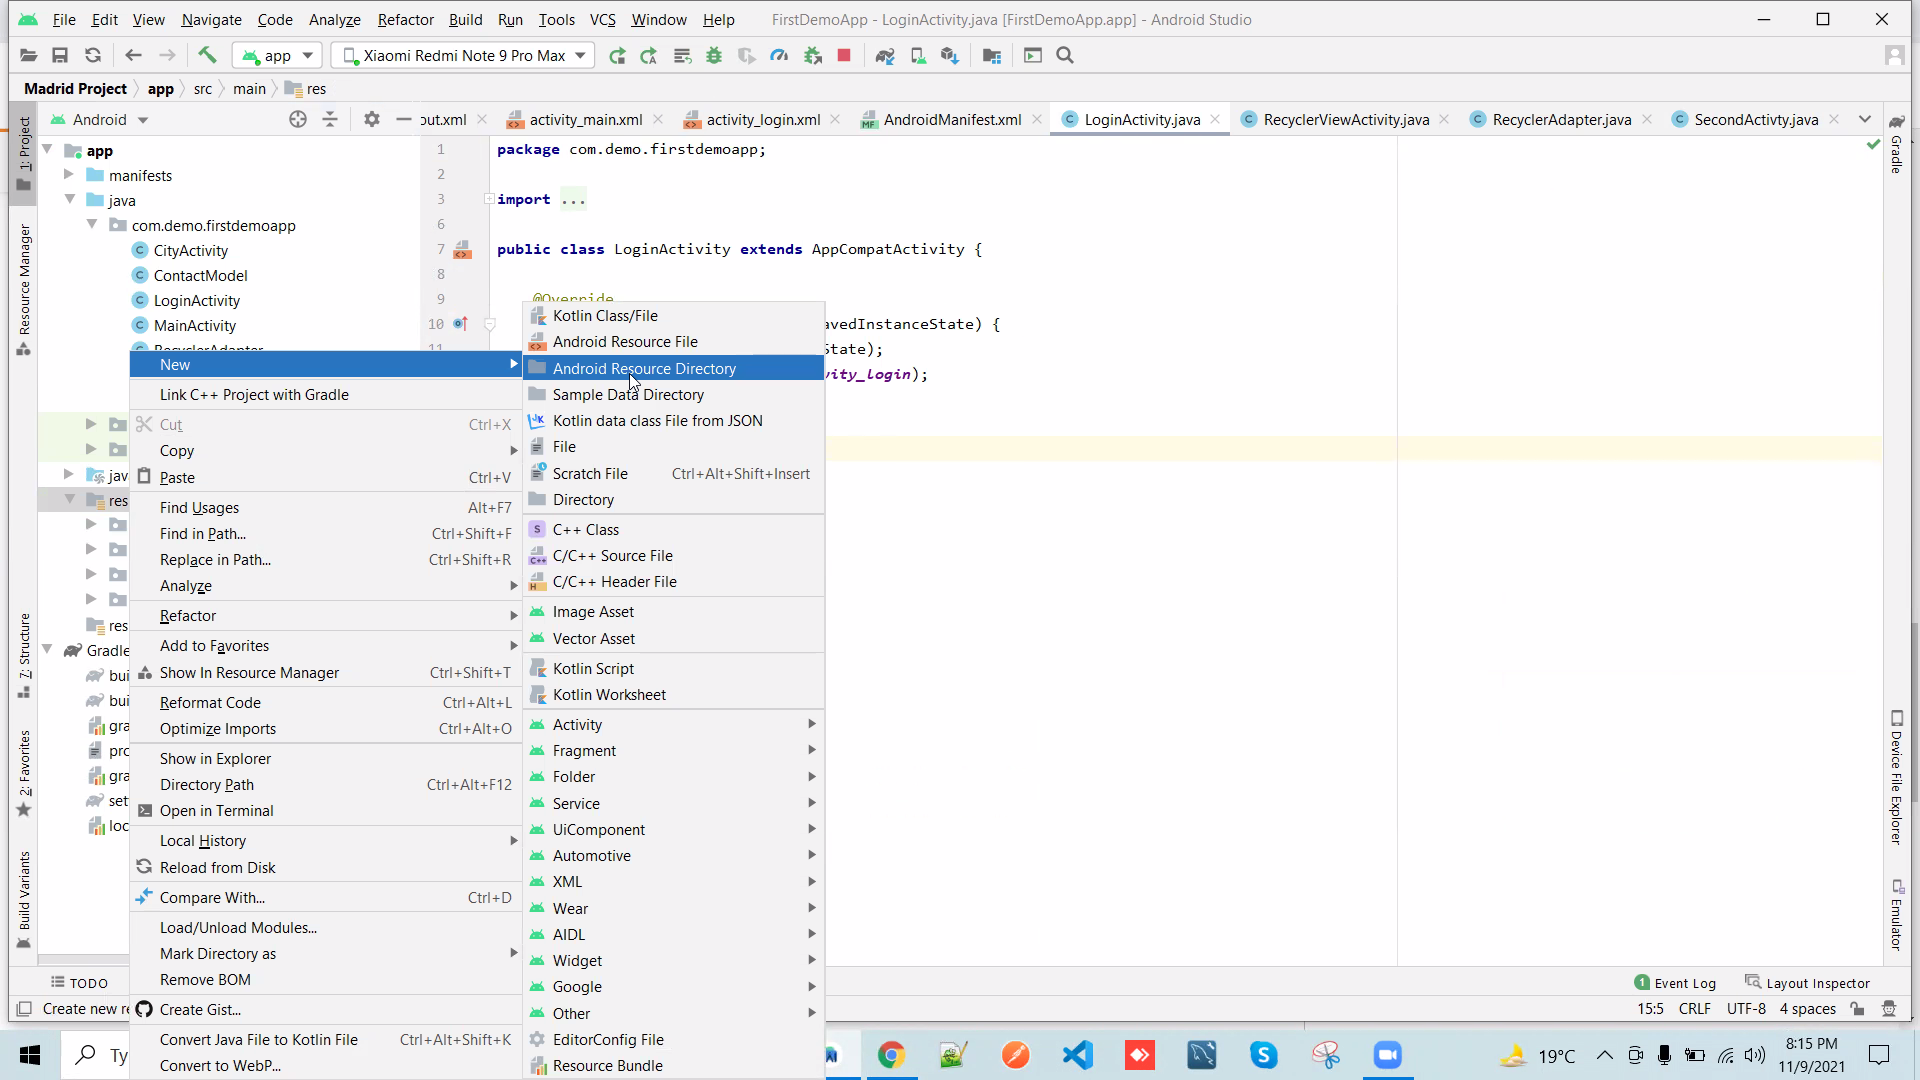 File Edit View Navigate Code Analyze Refactor Build Run Tools VCS Window Help FirstDemoApp - LoginActivity.java [FirstDemoApp.app] - Android Studio
app Xiaomi Redmi Note 9 Pro Max
Madrid Project app src main res
Android out.xml activity_main.xml activity_login.xml AndroidManifest.xml LoginActivity.java RecyclerViewActivity.java RecyclerAdapter.java SecondActivty.java
1: Project
Resource Manager
7: Structure
2: Favorites
Build Variants
Gradle
Device File Explorer
Emulator
app
manifests
java
com.demo.firstdemoapp
CityActivity
ContactModel
LoginActivity
MainActivity
RecyclerAdapter
jav
res
res
Gradle
bui
bui
gra
pro
gra
set
loc
1 package com.demo.firstdemoapp;
2
3 import ...
6
7 public class LoginActivity extends AppCompatActivity {
8
9 @Override
10 avedInstanceState) {
11 State);
ivity_login);
New
Link C++ Project with Gradle
Cut Ctrl+X
Copy
Paste Ctrl+V
Find Usages Alt+F7
Find in Path... Ctrl+Shift+F
Replace in Path... Ctrl+Shift+R
Analyze
Refactor
Add to Favorites
Show In Resource Manager Ctrl+Shift+T
Reformat Code Ctrl+Alt+L
Optimize Imports Ctrl+Alt+O
Show in Explorer
Directory Path Ctrl+Alt+F12
Open in Terminal
Local History
Reload from Disk
Compare With... Ctrl+D
Load/Unload Modules...
Mark Directory as
Remove BOM
Create Gist...
Convert Java File to Kotlin File Ctrl+Alt+Shift+K
Convert to WebP...
Kotlin Class/File
Android Resource File
Android Resource Directory
Sample Data Directory
Kotlin data class File from JSON
File
Scratch File Ctrl+Alt+Shift+Insert
Directory
C++ Class
C/C++ Source File
C/C++ Header File
Image Asset
Vector Asset
Kotlin Script
Kotlin Worksheet
Activity
Fragment
Folder
Service
UiComponent
Automotive
XML
Wear
AIDL
Widget
Google
Other
EditorConfig File
Resource Bundle
TODO
1 Event Log Layout Inspector
Create new re
15:5 CRLF UTF-8 4 spaces
Ty
19°C
8:15 PM
11/9/2021